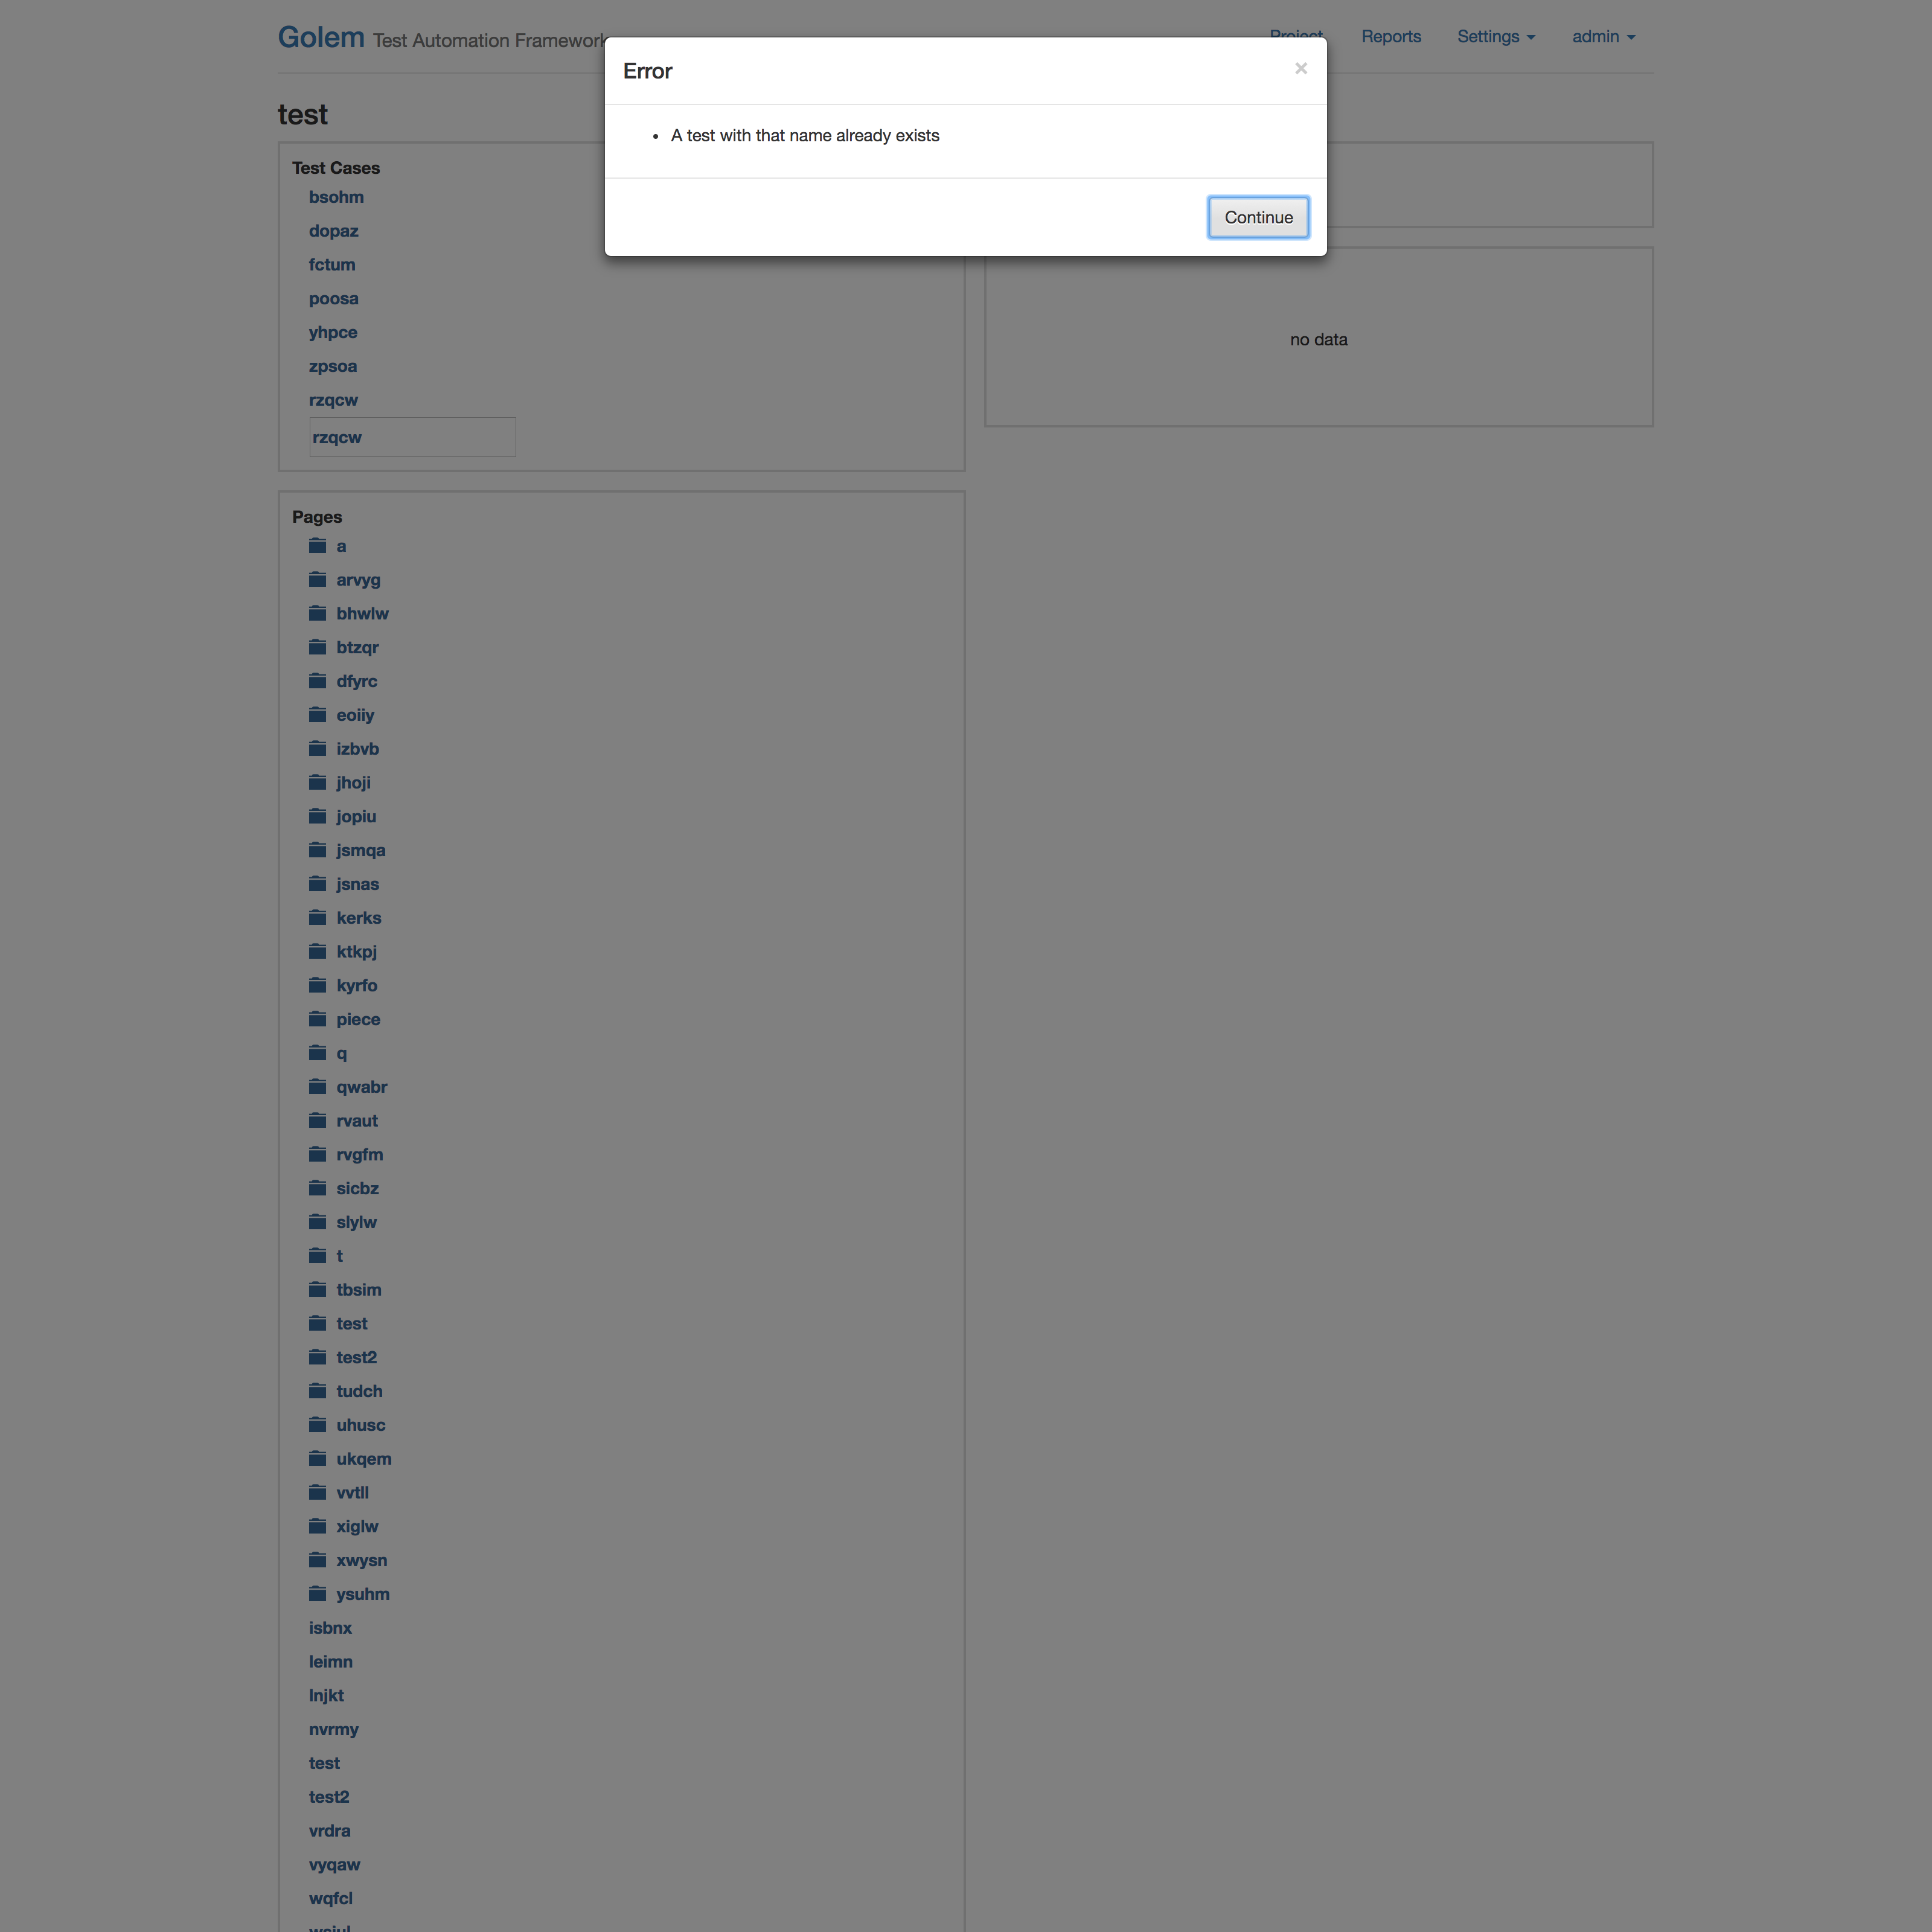 Golem Test Automation Framework
Project Reports Settings admin
Error
×
A test with that name already exists
Continue
test
Test Cases
bsohm
dopaz
fctum
poosa
yhpce
zpsoa
rzqcw
rzqcw
no data
Pages
a
arvyg
bhwlw
btzqr
dfyrc
eoiiy
izbvb
jhoji
jopiu
jsmqa
jsnas
kerks
ktkpj
kyrfo
piece
q
qwabr
rvaut
rvgfm
sicbz
slylw
t
tbsim
test
test2
tudch
uhusc
ukqem
vvtll
xiglw
xwysn
ysuhm
isbnx
leimn
lnjkt
nvrmy
test
test2
vrdra
vyqaw
wqfcl